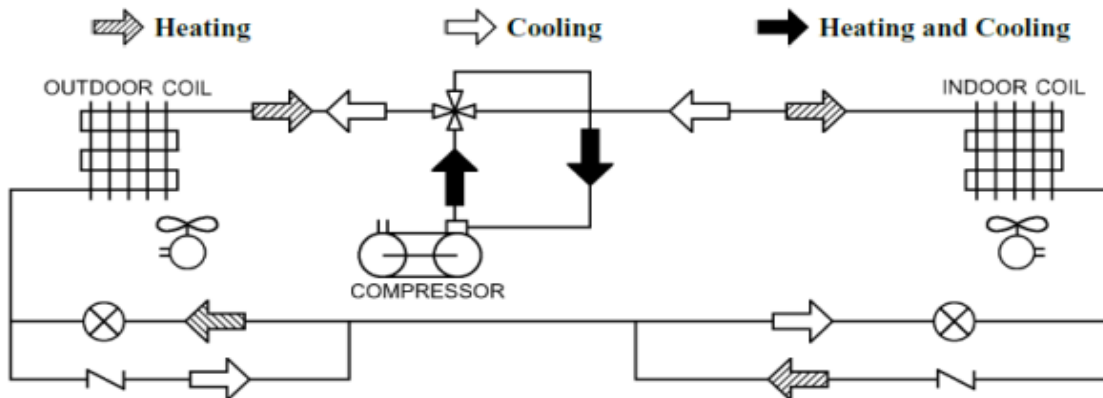 Heating Cooling Heating and Cooling
OUTDOOR COIL INDOOR COIL
COMPRESSOR